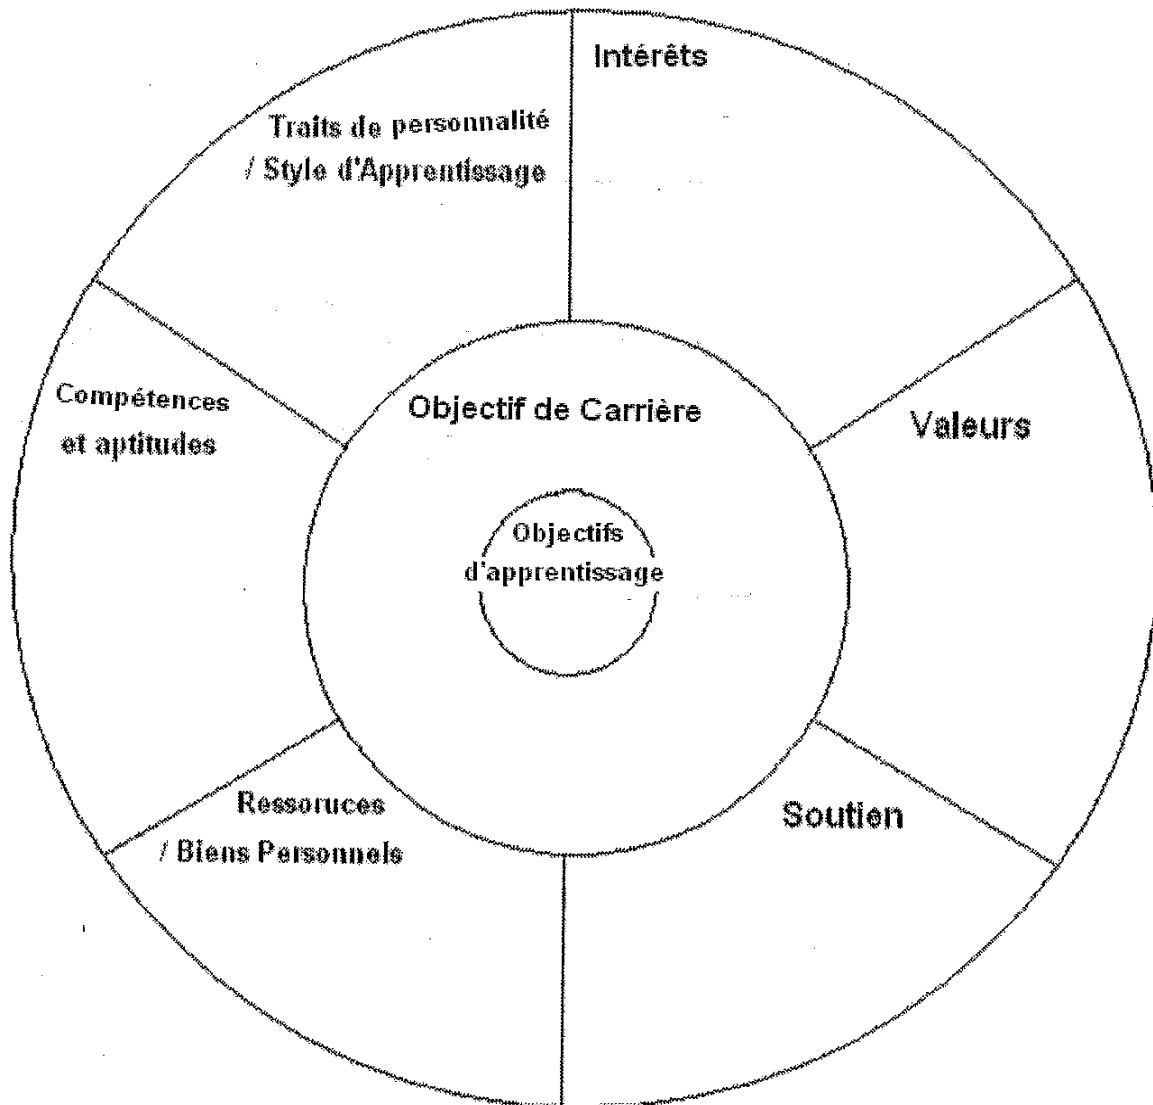 Intérêts
Traits de personnalité
/ Style d'Apprentissage
Compétences
et aptitudes
Objectif de Carrière
Valeurs
Objectifs
d'apprentissage
Ressoruces
/ Biens Personnels
Soutien